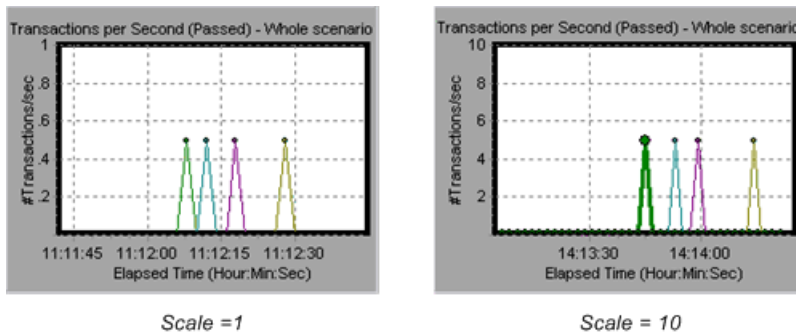 Transactions per Second (Passed) - Whole scenario
1
.8
.6
.4
.2
#Transactions/sec
11:11:45 11:12:00 11:12:15 11:12:30
Elapsed Time (Hour:Min:Sec)
Scale =1
Transactions per Second (Passed) - Whole scenario
10
8
6
4
2
#Transactions/sec
14:13:30 14:14:00
Elapsed Time (Hour:Min:Sec)
Scale = 10